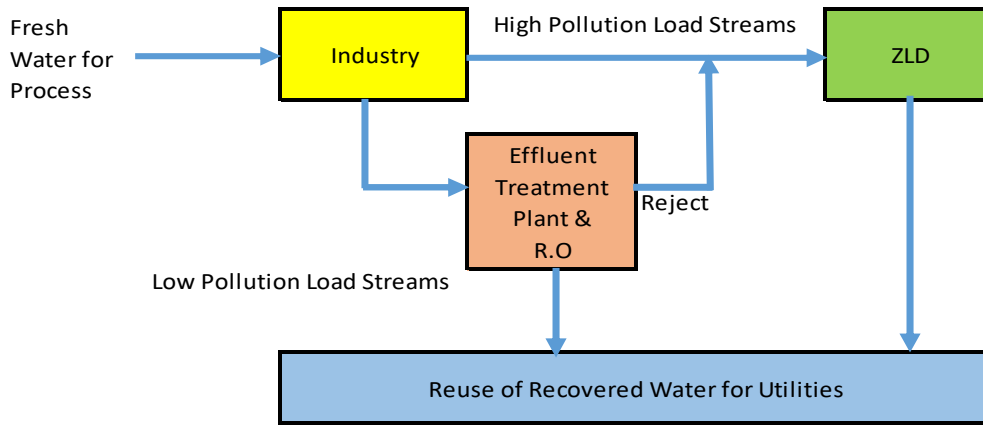 Fresh
Water for
Process
Industry
High Pollution Load Streams
ZLD
Effluent
Treatment
Plant &
R.O
Reject
Low Pollution Load Streams
Reuse of Recovered Water for Utilities